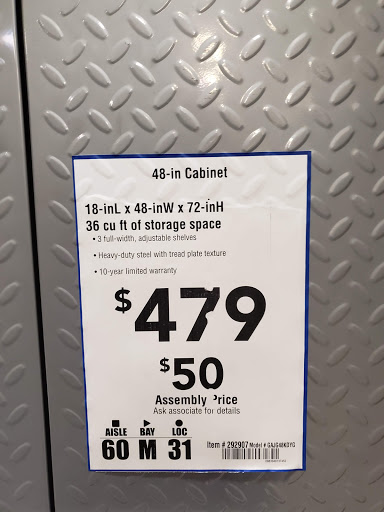 48-in Cabinet
18-inL x 48-inW x 72-inH
36 cu ft of storage space
• 3 full-width, adjustable shelves
• Heavy-duty steel with tread plate texture
• 10-year limited warranty
$479
$50
Assembly Price
Ask associate for details
AISLE BAY LOC
60 M 31
Item # 292907 Model # GAJG48KDYG